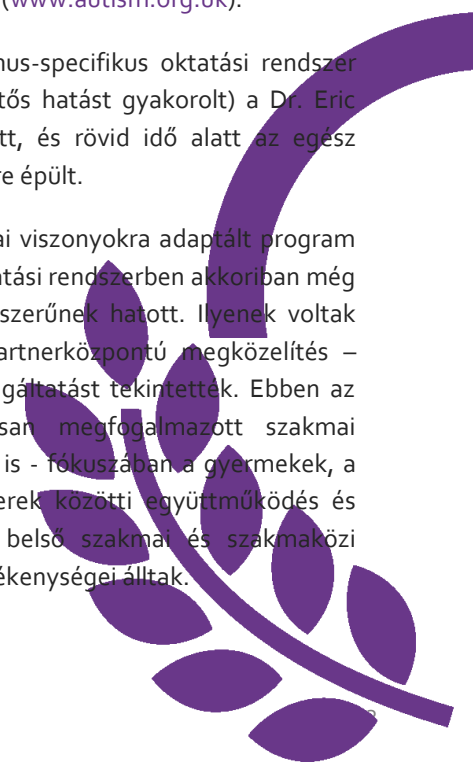 (www.autism.org.uk).
us-specifikus oktatási rendszer
tős hatást gyakorolt) a Dr. Eric
tt, és rövid idő alatt az egész
re épült.
ai viszonyokra adaptált program
atási rendszerben akkoriban még
szerűnek hatott. Ilyenek voltak
artnerközpontú megközelítés –
gáltatást tekintették. Ebben az
san megfogalmazott szakmai
is - fókuszában a gyermekek, a
erek közötti együttműködés és
belső szakmai és szakmaközi
ékenységei álltak.